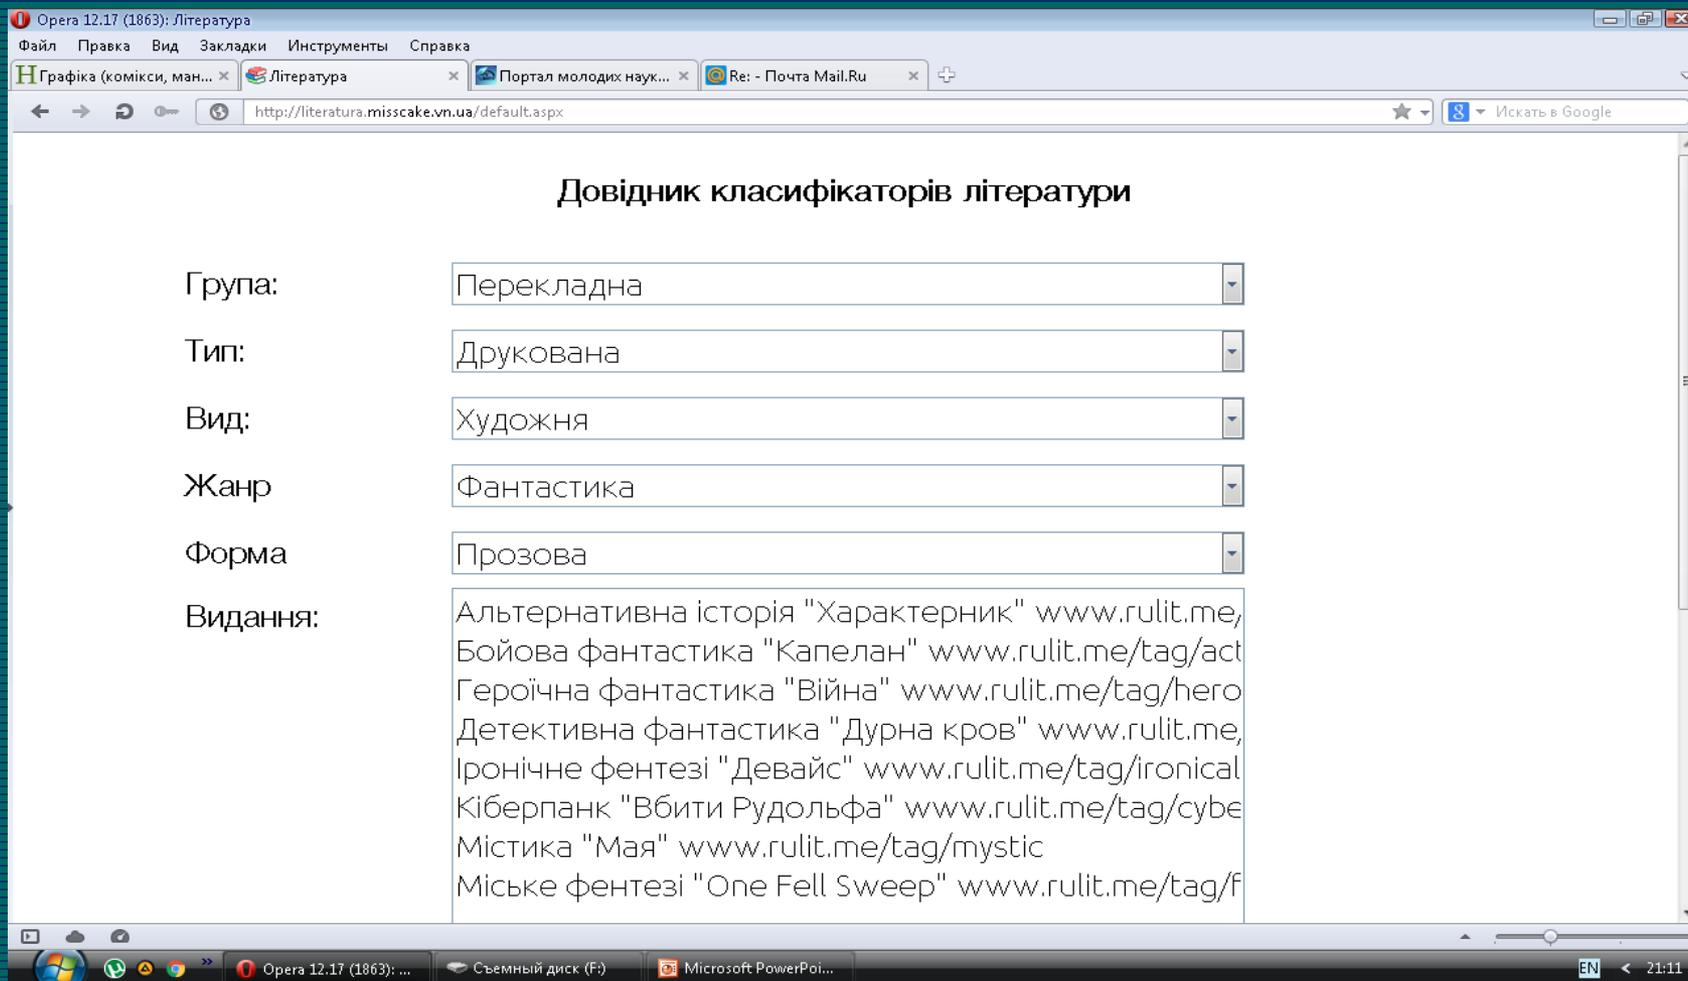 Opera 12.17 (1863): Література
Файл Правка Вид Закладки Инструменты Справка
Графіка (комікси, ман... Література Портал молодих наук... Re: - Почта Mail.Ru
http://literatura.misscake.vn.ua/default.aspx Искать в Google
Довідник класифікаторів літератури
Група: Перекладна
Тип: Друкована
Вид: Художня
Жанр Фантастика
Форма Прозова
Видання: Альтернативна історія "Характерник" www.rulit.me/
Бойова фантастика "Капелан" www.rulit.me/tag/act
Героїчна фантастика "Війна" www.rulit.me/tag/hero
Детективна фантастика "Дурна кров" www.rulit.me/
Іронічне фентезі "Девайс" www.rulit.me/tag/ironical
Кіберпанк "Вбити Рудольфа" www.rulit.me/tag/cybe
Містика "Мая" www.rulit.me/tag/mystic
Міське фентезі "One Fell Sweep" www.rulit.me/tag/f
Opera 12.17 (1863): ... Съемный диск (F:) Microsoft PowerPoi... EN 21:11